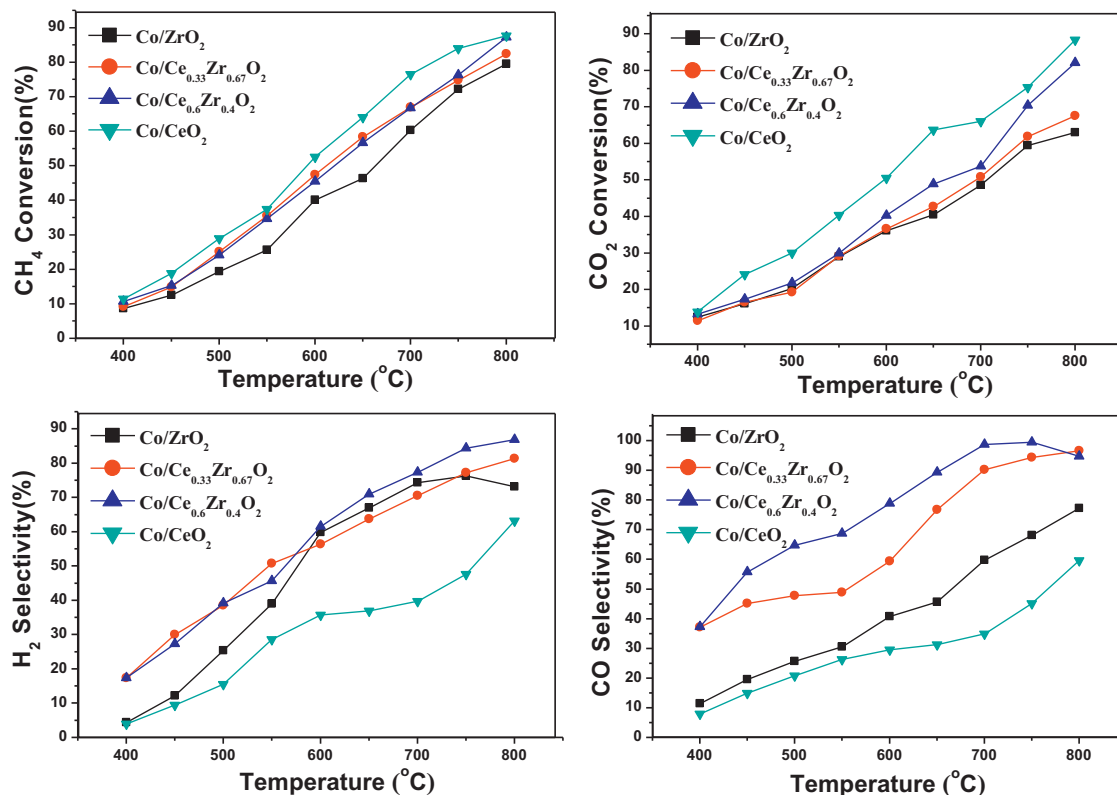 CH₄ Conversion(%)
90
80
70
60
50
40
30
20
10
0
Co/ZrO₂
Co/Ce₀.₃₃Zr₀.₆₇O₂
Co/Ce₀.₆Zr₀.₄O₂
Co/CeO₂
400 500 600 700 800
Temperature (°C)
CO₂ Conversion(%)
90
80
70
60
50
40
30
20
10
Co/ZrO₂
Co/Ce₀.₃₃Zr₀.₆₇O₂
Co/Ce₀.₆Zr₀.₄O₂
Co/CeO₂
400 500 600 700 800
Temperature (°C)
H₂ Selectivity(%)
90
80
70
60
50
40
30
20
10
0
Co/ZrO₂
Co/Ce₀.₃₃Zr₀.₆₇O₂
Co/Ce₀.₆Zr₀.₄O₂
Co/CeO₂
400 500 600 700 800
Temperature (°C)
CO Selectivity(%)
100
90
80
70
60
50
40
30
20
10
0
Co/ZrO₂
Co/Ce₀.₃₃Zr₀.₆₇O₂
Co/Ce₀.₆Zr₀.₄O₂
Co/CeO₂
400 500 600 700 800
Temperature (°C)